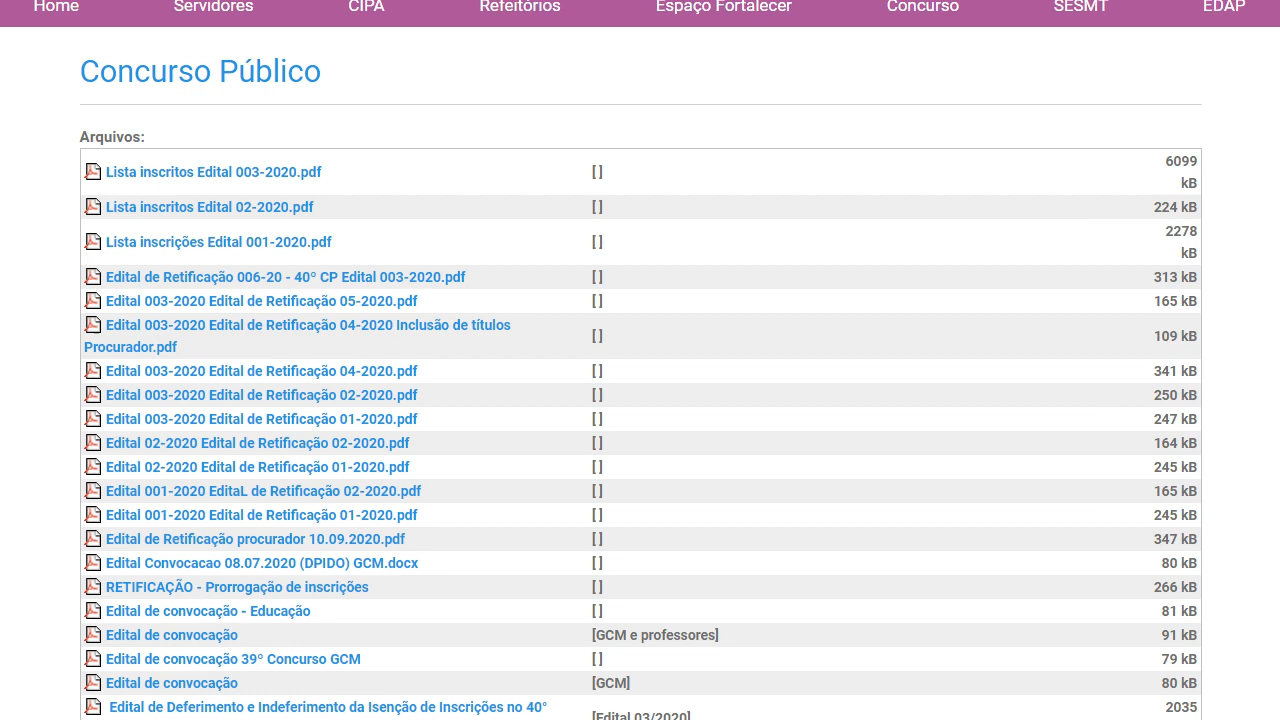 Home Servidores CIPA Refeitórios Espaço Fortalecer Concurso SESMT EDAP
Concurso Público
Arquivos:
Lista inscritos Edital 003-2020.pdf [ ] 6099 kB
Lista inscritos Edital 02-2020.pdf [ ] 224 kB
Lista inscrições Edital 001-2020.pdf [ ] 2278 kB
Edital de Retificação 006-20 - 40º CP Edital 003-2020.pdf [ ] 313 kB
Edital 003-2020 Edital de Retificação 05-2020.pdf [ ] 165 kB
Edital 003-2020 Edital de Retificação 04-2020 Inclusão de títulos
Procurador.pdf [ ] 109 kB
Edital 003-2020 Edital de Retificação 04-2020.pdf [ ] 341 kB
Edital 003-2020 Edital de Retificação 02-2020.pdf [ ] 250 kB
Edital 003-2020 Edital de Retificação 01-2020.pdf [ ] 247 kB
Edital 02-2020 Edital de Retificação 02-2020.pdf [ ] 164 kB
Edital 02-2020 Edital de Retificação 01-2020.pdf [ ] 245 kB
Edital 001-2020 EditaL de Retificação 02-2020.pdf [ ] 165 kB
Edital 001-2020 Edital de Retificação 01-2020.pdf [ ] 245 kB
Edital de Retificação procurador 10.09.2020.pdf [ ] 347 kB
Edital Convocacao 08.07.2020 (DPIDO) GCM.docx [ ] 80 kB
RETIFICAÇÃO - Prorrogação de inscrições [ ] 266 kB
Edital de convocação - Educação [ ] 81 kB
Edital de convocação [GCM e professores] 91 kB
Edital de convocação 39º Concurso GCM [ ] 79 kB
Edital de convocação [GCM] 80 kB
Edital de Deferimento e Indeferimento da Isenção de Inscrições no 40° [Edital 03/2020] 2035